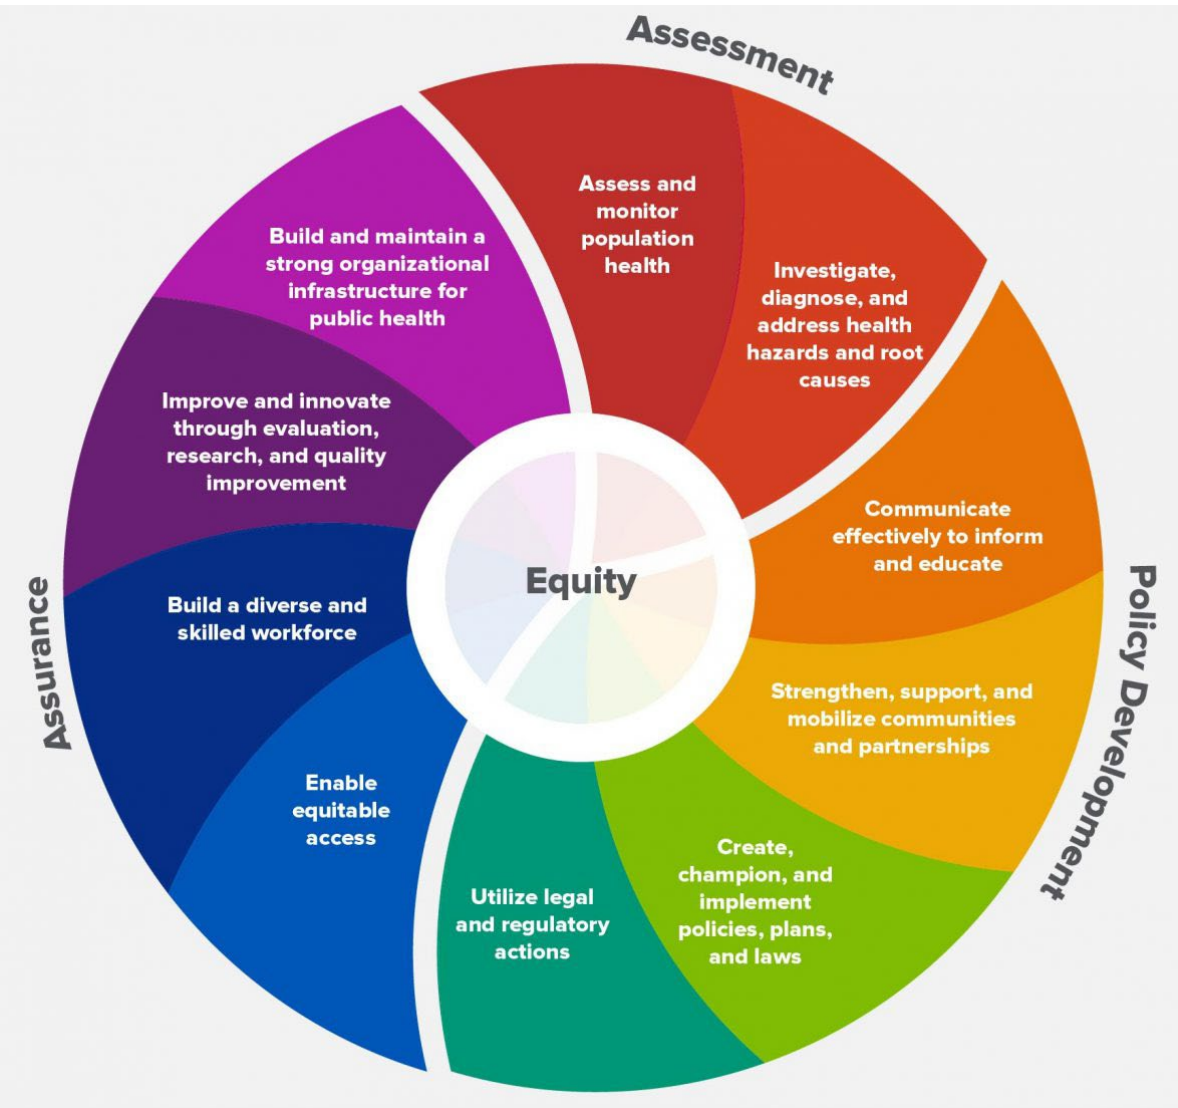 Assessment
Assess and
monitor
population
health
Investigate,
diagnose, and
address health
hazards and root
causes
Communicate
effectively to inform
and educate
Policy Development
Strengthen, support, and
mobilize communities
and partnerships
Create,
champion, and
implement
policies, plans,
and laws
Utilize legal
and regulatory
actions
Assurance
Enable
equitable
access
Build a diverse and
skilled workforce
Improve and innovate
through evaluation,
research, and quality
improvement
Build and maintain a
strong organizational
infrastructure for
public health
Equity